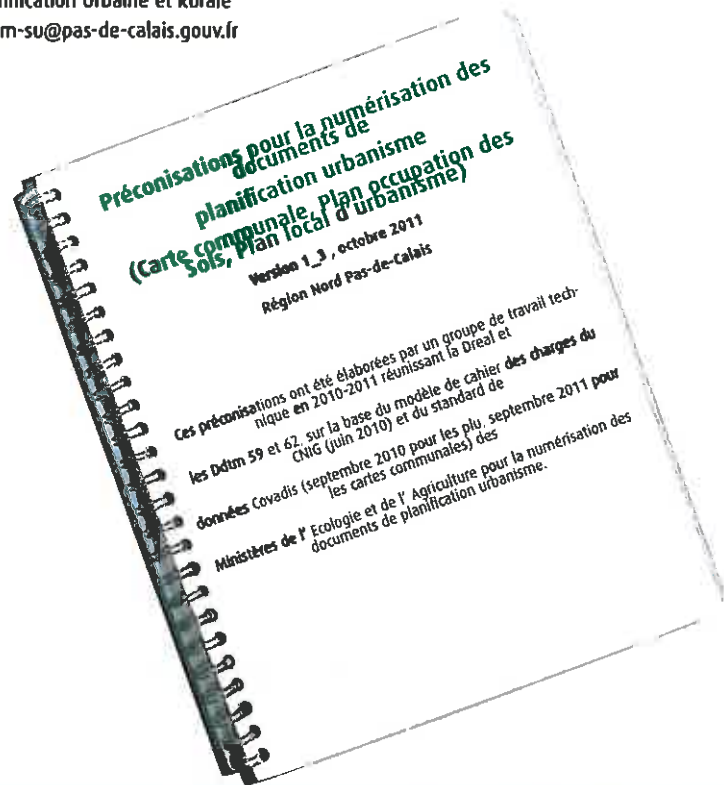 nification Urbaine et Rurale
m-su@pas-de-calais.gouv.fr
Préconisations pour la numérisation des
documents de
planification urbanisme
(Carte communale, Plan occupation des
Sols, Plan local d'urbanisme)
Version 1_3 , octobre 2011
Région Nord Pas-de-Calais
Ces préconisations ont été élaborées par un groupe de travail tech-
nique en 2010-2011 réunissant la Dreal et
les Ddtm 59 et 62, sur la base du modèle de cahier des charges du
CNIG (juin 2010) et du standard de
données Covadis (septembre 2010 pour les plu, septembre 2011 pour
les cartes communales) des
Ministères de l' Ecologie et de l' Agriculture pour la numérisation des
documents de planification urbanisme.